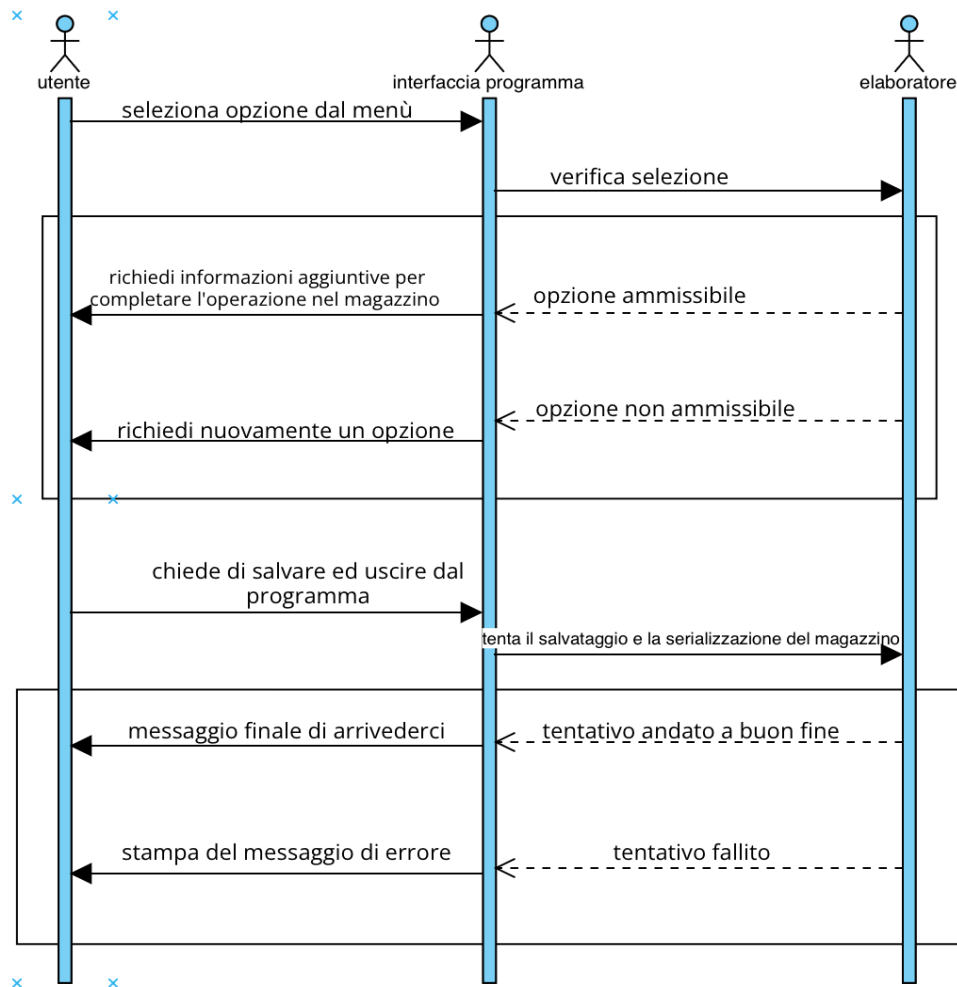 utente
interfaccia programma
elaboratore
seleziona opzione dal menù
verifica selezione
richiedi informazioni aggiuntive per
completare l'operazione nel magazzino
opzione ammissibile
opzione non ammissibile
richiedi nuovamente un opzione
chiede di salvare ed uscire dal
programma
tenta il salvataggio e la serializzazione del magazzino
messaggio finale di arrivederci
tentativo andato a buon fine
stampa del messaggio di errore
tentativo fallito